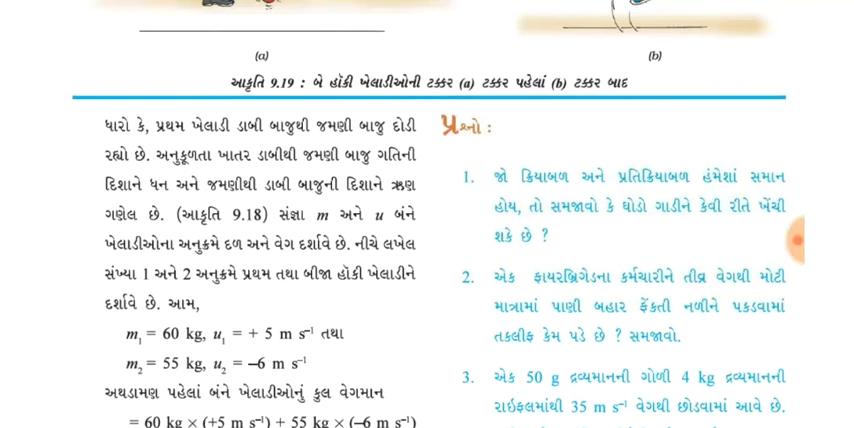 (a)
(b)
આકૃતિ 9.19 : બે હૉકી ખેલાડીઓની ટક્કર (a) ટક્કર પહેલાં (b) ટક્કર બાદ
ધારો કે, પ્રથમ ખેલાડી ડાબી બાજુથી જમણી બાજુ દોડી
રહ્યો છે. અનુકૂળતા ખાતર ડાબીથી જમણી બાજુ ગતિની
દિશાને ધન અને જમણીથી ડાબી બાજુની દિશાને ઋણ
ગણેલ છે. (આકૃતિ 9.18) સંજ્ઞા m અને u બંને
ખેલાડીઓના અનુક્રમે દળ અને વેગ દર્શાવે છે. નીચે લખેલ
સંખ્યા 1 અને 2 અનુક્રમે પ્રથમ તથા બીજા હૉકી ખેલાડીને
દર્શાવે છે. આમ,
m₁ = 60 kg, u₁ = + 5 m s⁻¹ તથા
m₂ = 55 kg, u₂ = –6 m s⁻¹
અથડામણ પહેલાં બંને ખેલાડીઓનું કુલ વેગમાન
= 60 kg × (+5 m s⁻¹) + 55 kg × (–6 m s⁻¹)
પ્રશ્નો :
1. જો ક્રિયાબળ અને પ્રતિક્રિયાબળ હંમેશાં સમાન
હોય, તો સમજાવો કે ઘોડો ગાડીને કેવી રીતે ખેંચી
શકે છે ?
2. એક ફાયરબ્રિગેડના કર્મચારીને તીવ્ર વેગથી મોટી
માત્રામાં પાણી બહાર ફેંકતી નળીને પકડવામાં
તકલીફ કેમ પડે છે ? સમજાવો.
3. એક 50 g દ્રવ્યમાનની ગોળી 4 kg દ્રવ્યમાનની
રાઇફલમાંથી 35 m s⁻¹ વેગથી છોડવામાં આવે છે.